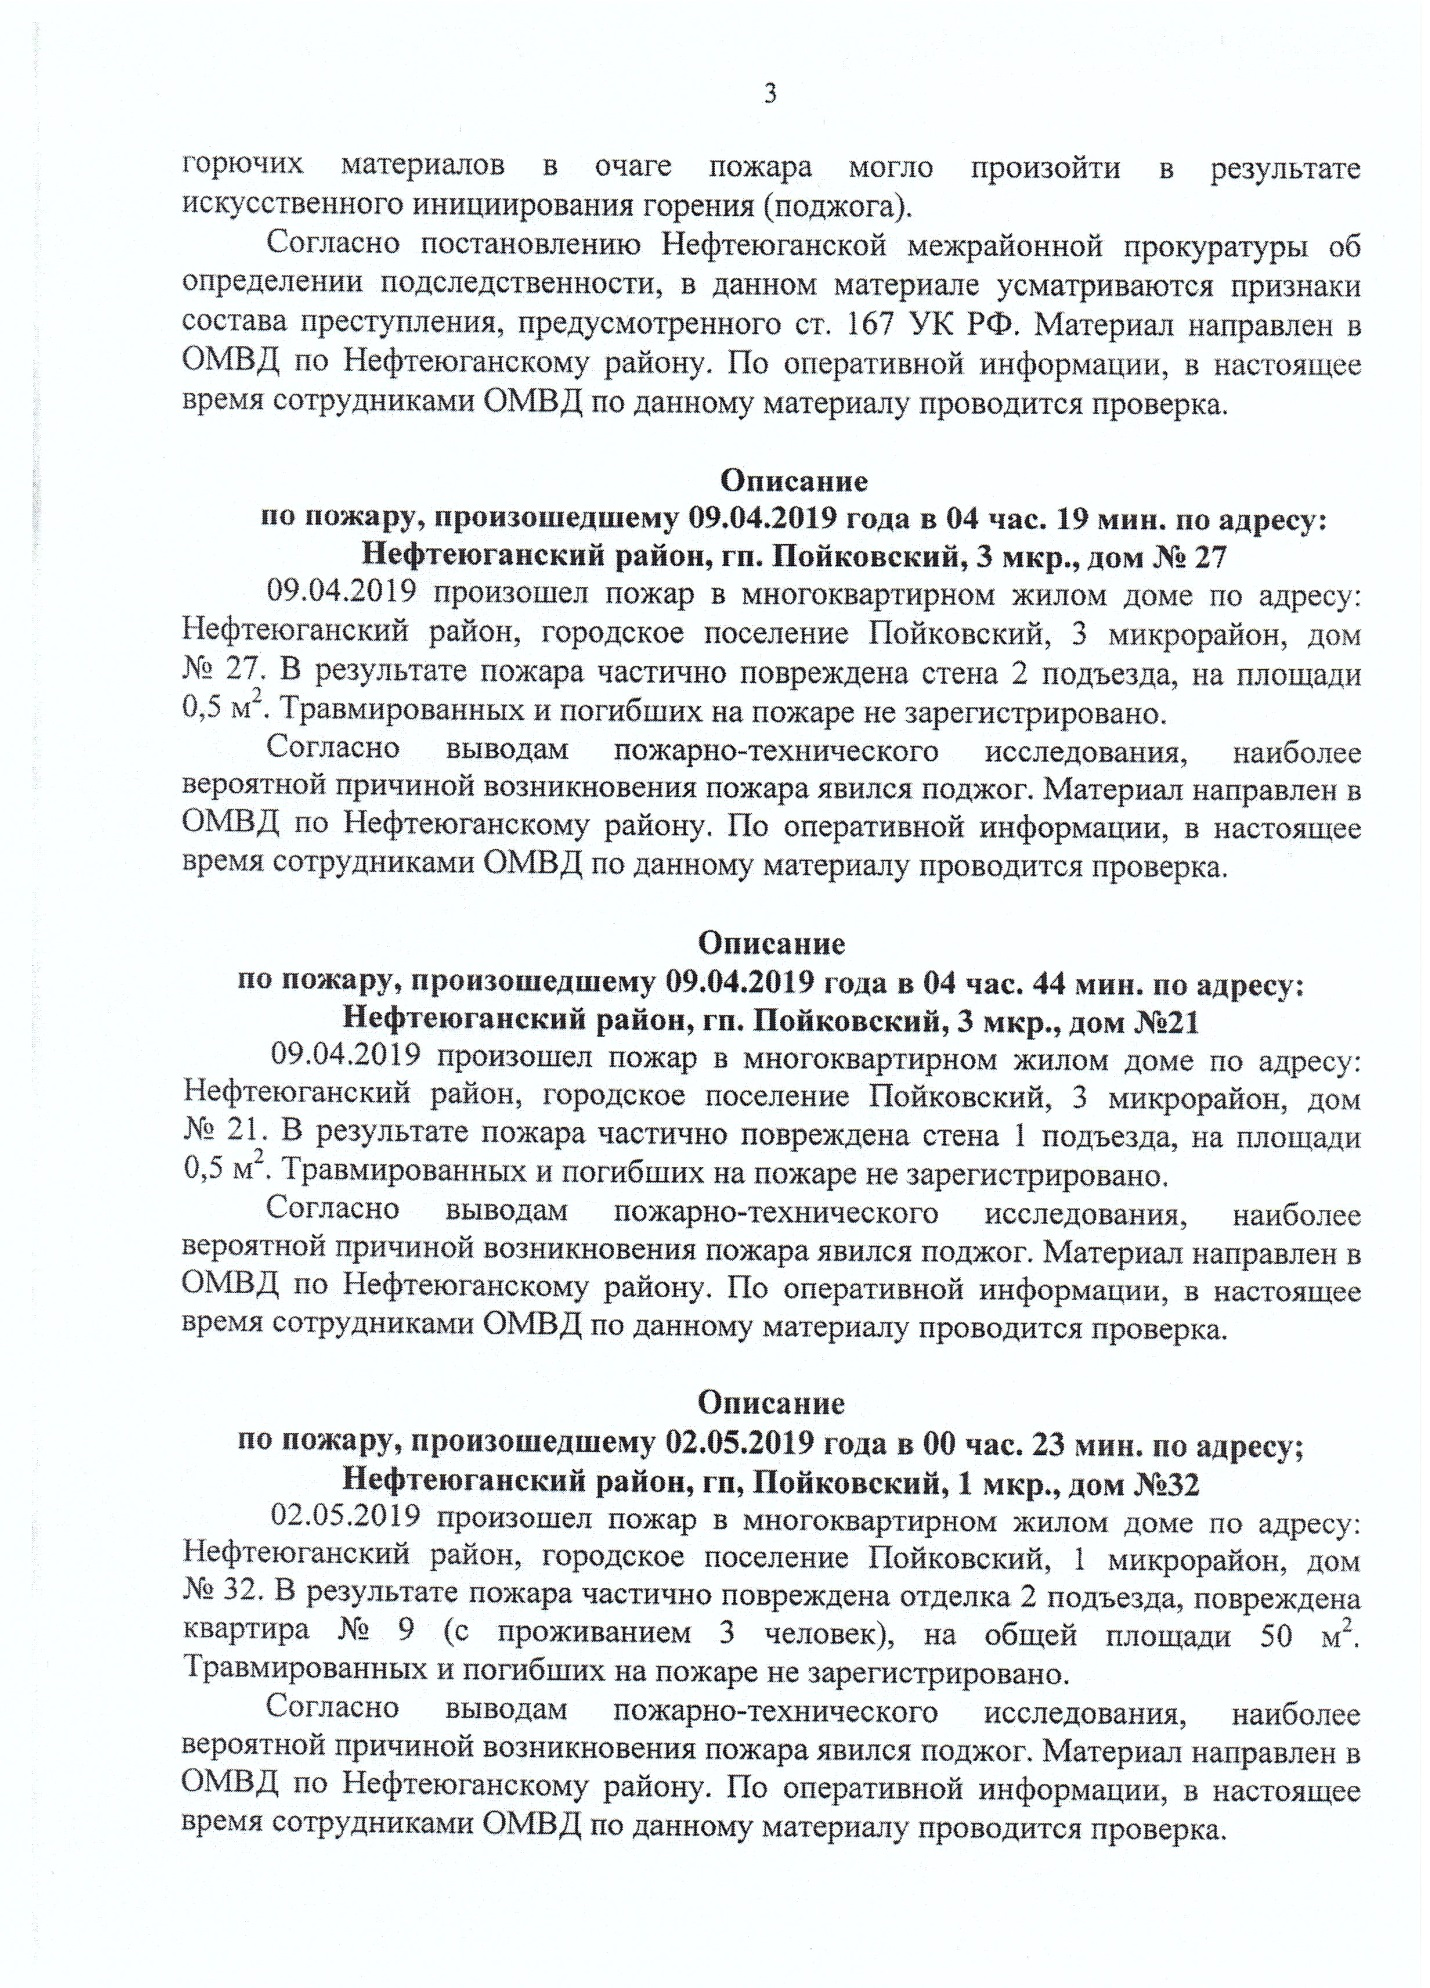 3
горючих материалов в очаге пожара могло произойти в результате
искусственного инициирования горения (поджога).
Согласно постановлению Нефтеюганской межрайонной прокуратуры об
определении подследственности, в данном материале усматриваются признаки
состава преступления, предусмотренного ст. 167 УК РФ. Материал направлен в
ОМВД по Нефтеюганскому району. По оперативной информации, в настоящее
время сотрудниками ОМВД по данному материалу проводится проверка.
Описание
по пожару, произошедшему 09.04.2019 года в 04 час. 19 мин. по адресу:
Нефтеюганский район, гп. Пойковский, 3 мкр., дом № 27
09.04.2019 произошел пожар в многоквартирном жилом доме по адресу:
Нефтеюганский район, городское поселение Пойковский, 3 микрорайон, дом
№ 27. В результате пожара частично повреждена стена 2 подъезда, на площади
0,5 м². Травмированных и погибших на пожаре не зарегистрировано.
Согласно выводам пожарно-технического исследования, наиболее
вероятной причиной возникновения пожара явился поджог. Материал направлен в
ОМВД по Нефтеюганскому району. По оперативной информации, в настоящее
время сотрудниками ОМВД по данному материалу проводится проверка.
Описание
по пожару, произошедшему 09.04.2019 года в 04 час. 44 мин. по адресу:
Нефтеюганский район, гп. Пойковский, 3 мкр., дом №21
09.04.2019 произошел пожар в многоквартирном жилом доме по адресу:
Нефтеюганский район, городское поселение Пойковский, 3 микрорайон, дом
№ 21. В результате пожара частично повреждена стена 1 подъезда, на площади
0,5 м². Травмированных и погибших на пожаре не зарегистрировано.
Согласно выводам пожарно-технического исследования, наиболее
вероятной причиной возникновения пожара явился поджог. Материал направлен в
ОМВД по Нефтеюганскому району. По оперативной информации, в настоящее
время сотрудниками ОМВД по данному материалу проводится проверка.
Описание
по пожару, произошедшему 02.05.2019 года в 00 час. 23 мин. по адресу;
Нефтеюганский район, гп, Пойковский, 1 мкр., дом №32
02.05.2019 произошел пожар в многоквартирном жилом доме по адресу:
Нефтеюганский район, городское поселение Пойковский, 1 микрорайон, дом
№ 32. В результате пожара частично повреждена отделка 2 подъезда, повреждена
квартира № 9 (с проживанием 3 человек), на общей площади 50 м².
Травмированных и погибших на пожаре не зарегистрировано.
Согласно выводам пожарно-технического исследования, наиболее
вероятной причиной возникновения пожара явился поджог. Материал направлен в
ОМВД по Нефтеюганскому району. По оперативной информации, в настоящее
время сотрудниками ОМВД по данному материалу проводится проверка.